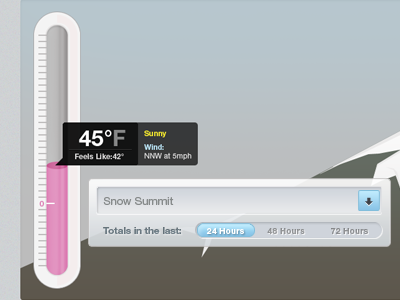 45°F
Feels Like:42°
Sunny
Wind:
NNW at 5mph
0
Snow Summit
Totals in the last:
24 Hours
48 Hours
72 Hours